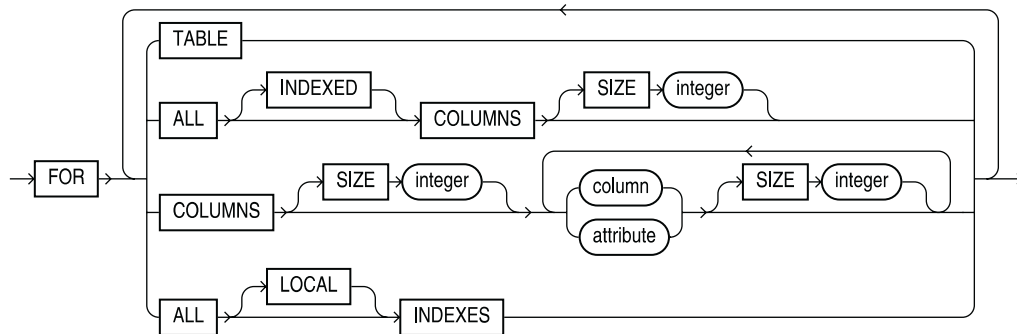 TABLE
INDEXED SIZE integer
ALL COLUMNS
FOR
SIZE integer column SIZE integer
COLUMNS attribute
LOCAL
ALL INDEXES